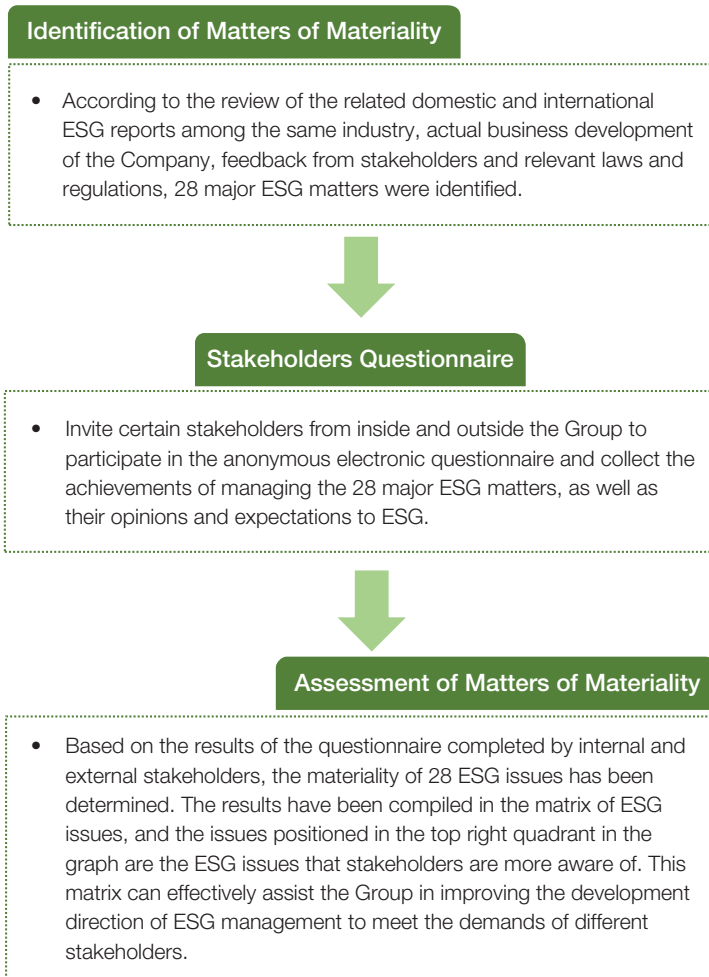 Identification of Matters of Materiality
• According to the review of the related domestic and international
ESG reports among the same industry, actual business development
of the Company, feedback from stakeholders and relevant laws and
regulations, 28 major ESG matters were identified.
Stakeholders Questionnaire
• Invite certain stakeholders from inside and outside the Group to
participate in the anonymous electronic questionnaire and collect the
achievements of managing the 28 major ESG matters, as well as
their opinions and expectations to ESG.
Assessment of Matters of Materiality
• Based on the results of the questionnaire completed by internal and
external stakeholders, the materiality of 28 ESG issues has been
determined. The results have been compiled in the matrix of ESG
issues, and the issues positioned in the top right quadrant in the
graph are the ESG issues that stakeholders are more aware of. This
matrix can effectively assist the Group in improving the development
direction of ESG management to meet the demands of different
stakeholders.